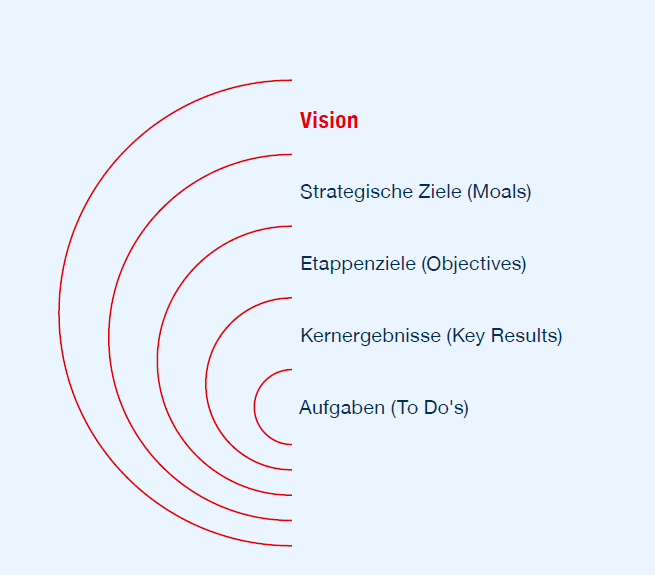 Vision
Strategische Ziele (Moals)
Etappenziele (Objectives)
Kernergebnisse (Key Results)
Aufgaben (To Do's)